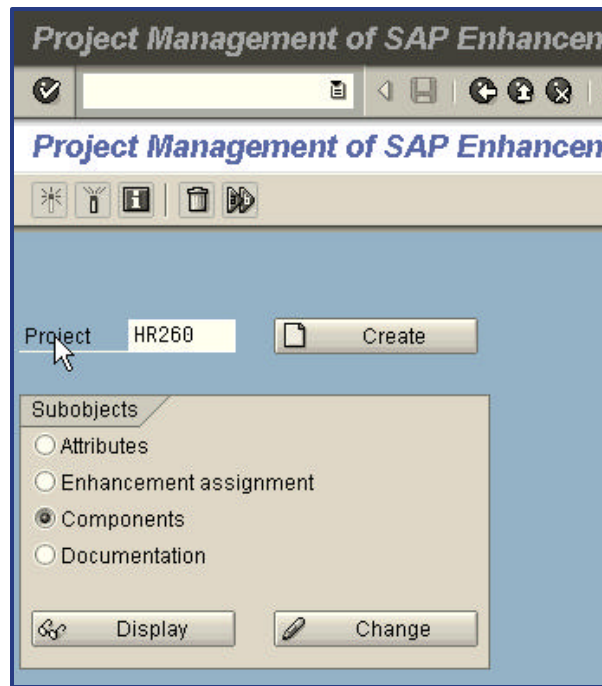 Project Management of SAP Enhancen
Project Management of SAP Enhancen
Project HR260 Create
Subobjects
Attributes
Enhancement assignment
Components
Documentation
Display Change